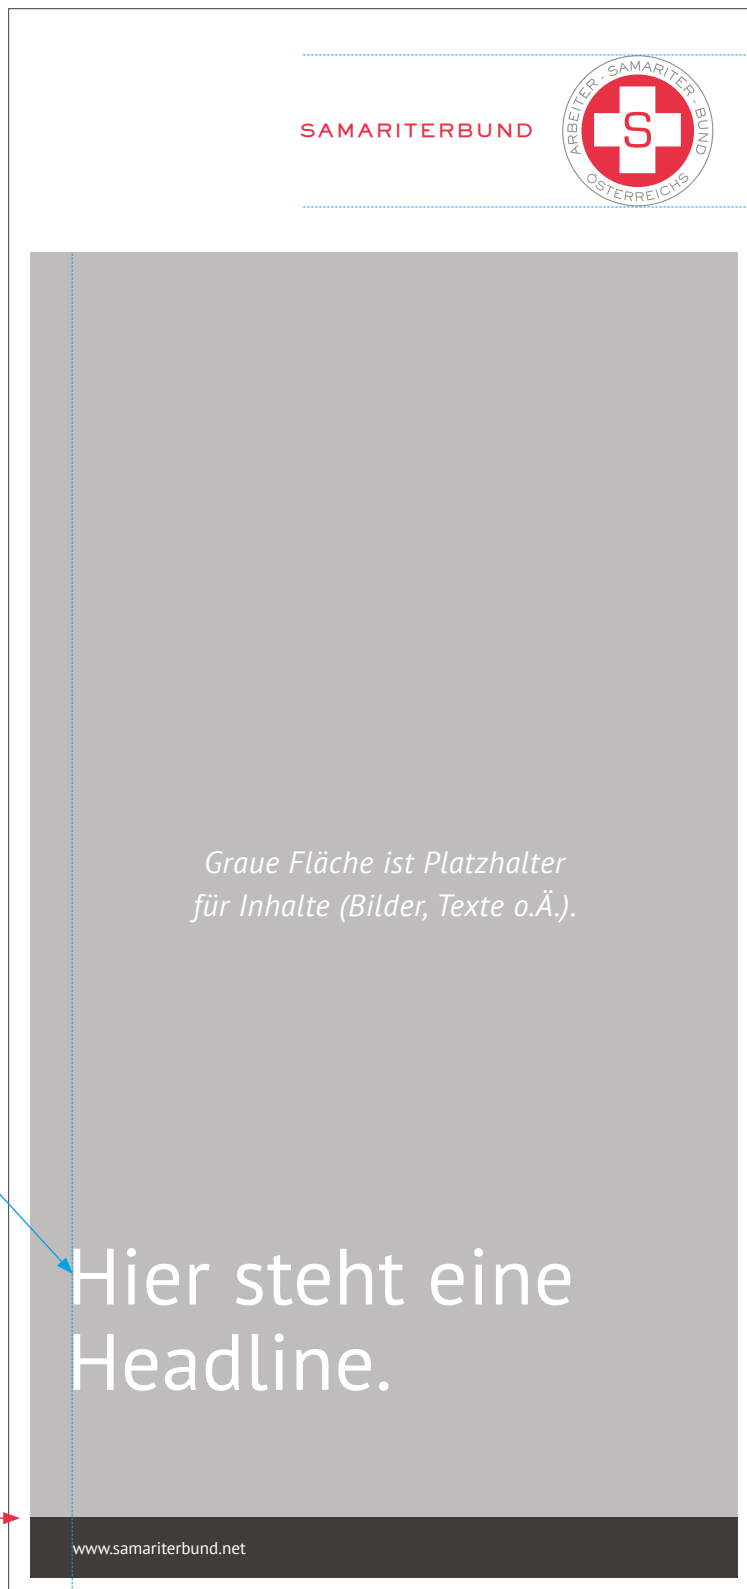 SAMARITERBUND
ARBEITER - SAMARITER - BUND
ÖSTERREICHS
S
Graue Fläche ist Platzhalter
für Inhalte (Bilder, Texte o.Ä.).
Hier steht eine
Headline.
www.samariterbund.net